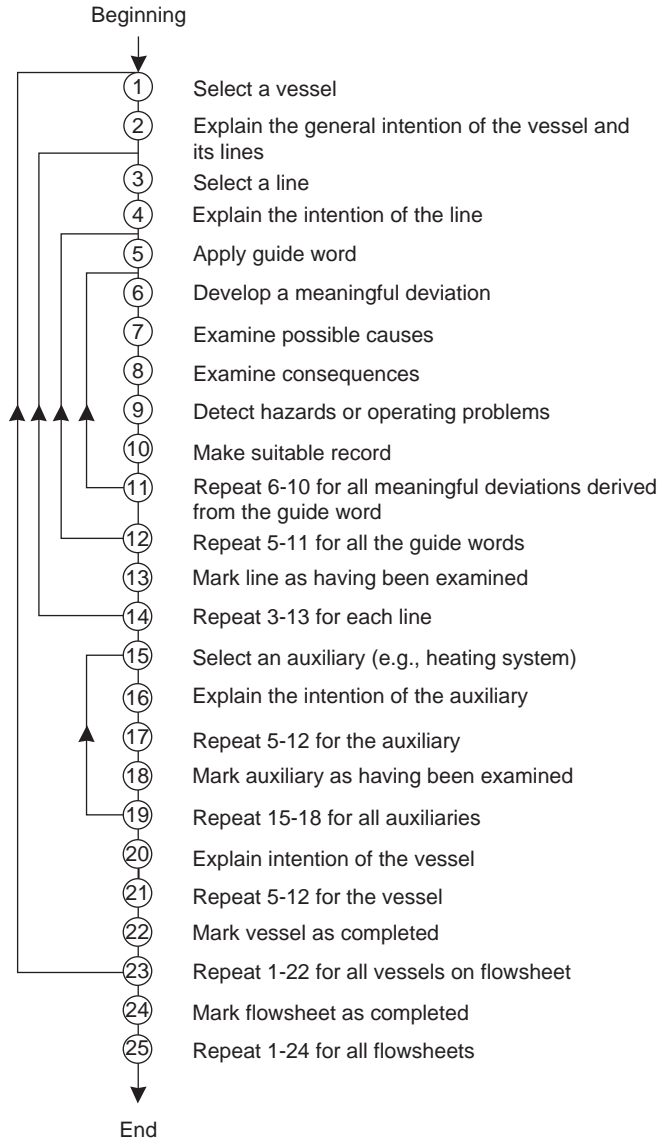 Beginning
1 Select a vessel
2 Explain the general intention of the vessel and
its lines
3 Select a line
4 Explain the intention of the line
5 Apply guide word
6 Develop a meaningful deviation
7 Examine possible causes
8 Examine consequences
9 Detect hazards or operating problems
10 Make suitable record
11 Repeat 6-10 for all meaningful deviations derived
from the guide word
12 Repeat 5-11 for all the guide words
13 Mark line as having been examined
14 Repeat 3-13 for each line
15 Select an auxiliary (e.g., heating system)
16 Explain the intention of the auxiliary
17 Repeat 5-12 for the auxiliary
18 Mark auxiliary as having been examined
19 Repeat 15-18 for all auxiliaries
20 Explain intention of the vessel
21 Repeat 5-12 for the vessel
22 Mark vessel as completed
23 Repeat 1-22 for all vessels on flowsheet
24 Mark flowsheet as completed
25 Repeat 1-24 for all flowsheets
End